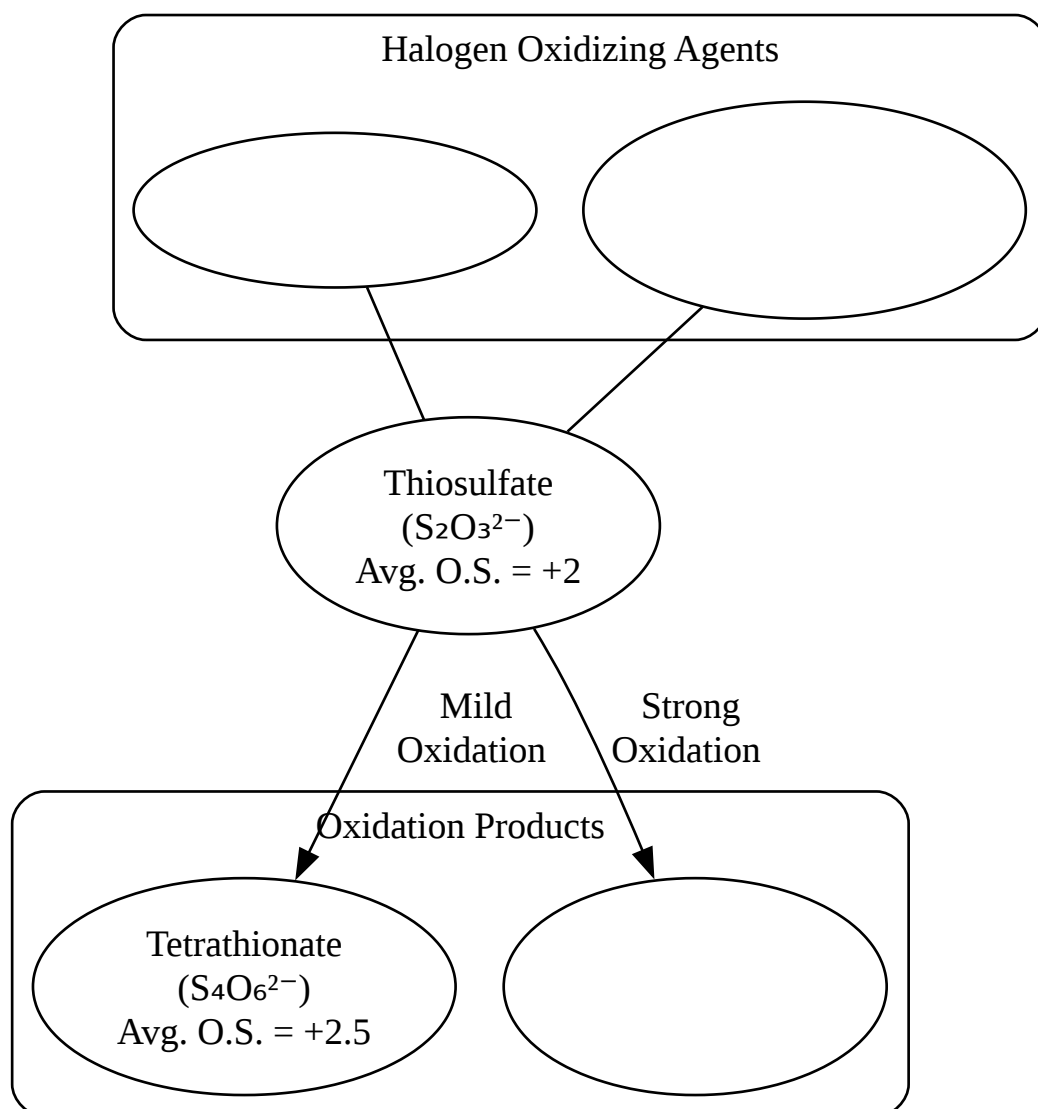 Halogen Oxidizing Agents
Thiosulfate
(S₂O₃²⁻)
Avg. O.S. = +2
Mild
Oxidation
Strong
Oxidation
Oxidation Products
Tetrathionate
(S₄O₆²⁻)
Avg. O.S. = +2.5